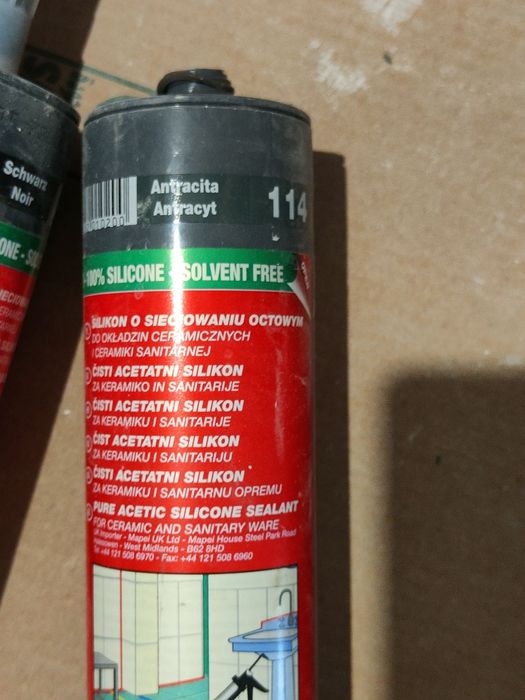 Schwarz
Noir
Antracita
Antracyt
114
100% SILICONE - SOLVENT FREE
SILIKON O SIECIOWANIU OCTOWYM
DO OKŁADZIN CERAMICZNYCH
I CERAMIKI SANITARNEJ
ČISTI ACETATNI SILIKON
ZA KERAMIKO IN SANITARIJE
ČISTI ACETATNI SILIKON
ZA KERAMIKU I SANITARIJE
ČIST ACETATNI SILIKON
ZA KERAMIKU I SANITARIJU
ČISTI ACETATNI SILIKON
ZA KERAMIKU I SANITARNU OPREMU
PURE ACETIC SILICONE SEALANT
FOR CERAMIC AND SANITARY WARE
UK Importer - Mapei UK Ltd - Mapei House Steel Park Road
Halesowen - West Midlands - B62 8HD
Tel +44 121 508 6970 - Fax: +44 121 508 6960